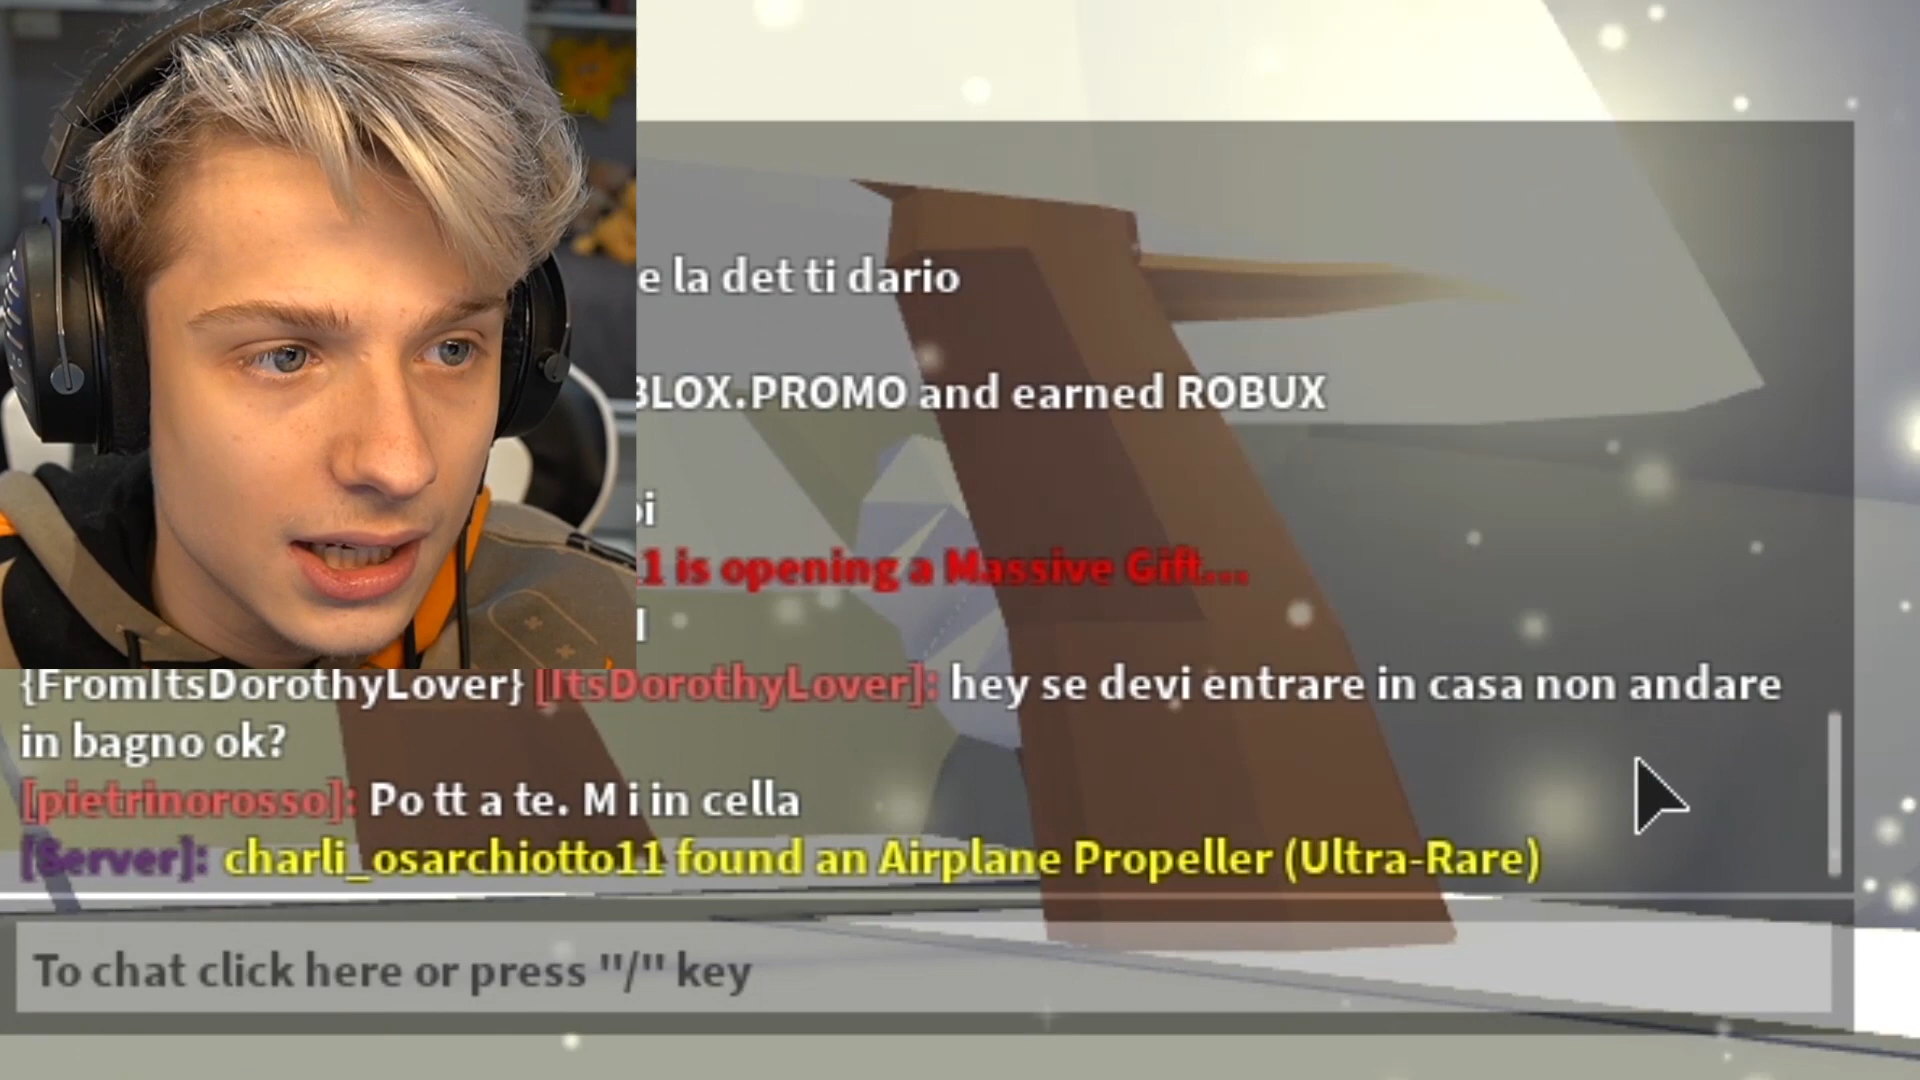 e la det ti dario
BLOX.PROMO and earned ROBUX
oi
1 is opening a Massive Gift...
{FromItsDorothyLover} [ItsDorothyLover]: hey se devi entrare in casa non andare
in bagno ok?
[pietrinorosso]: Po tt a te. M i in cella
[Server]: charli_osarchiotto11 found an Airplane Propeller (Ultra-Rare)
To chat click here or press "/" key